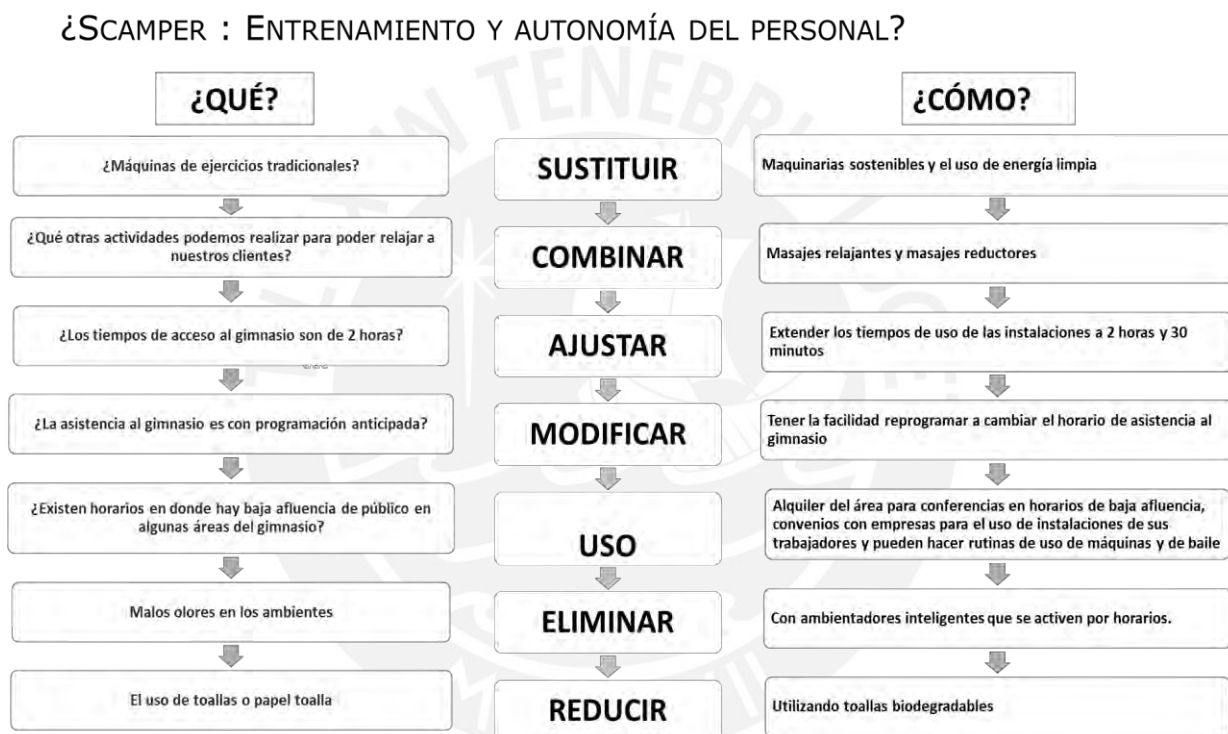 ¿SCAMPER : ENTRENAMIENTO Y AUTONOMÍA DEL PERSONAL?
¿QUÉ?
¿CÓMO?
¿Máquinas de ejercicios tradicionales?
SUSTITUIR
Maquinarias sostenibles y el uso de energía limpia
¿Qué otras actividades podemos realizar para poder relajar a
nuestros clientes?
COMBINAR
Masajes relajantes y masajes reductores
¿Los tiempos de acceso al gimnasio son de 2 horas?
AJUSTAR
Extender los tiempos de uso de las instalaciones a 2 horas y 30
minutos
¿La asistencia al gimnasio es con programación anticipada?
MODIFICAR
Tener la facilidad reprogramar a cambiar el horario de asistencia al
gimnasio
¿Existen horarios en donde hay baja afluencia de público en
algunas áreas del gimnasio?
USO
Alquiler del área para conferencias en horarios de baja afluencia,
convenios con empresas para el uso de instalaciones de sus
trabajadores y pueden hacer rutinas de uso de máquinas y de baile
Malos olores en los ambientes
ELIMINAR
Con ambientadores inteligentes que se activen por horarios.
El uso de toallas o papel toalla
REDUCIR
Utilizando toallas biodegradables